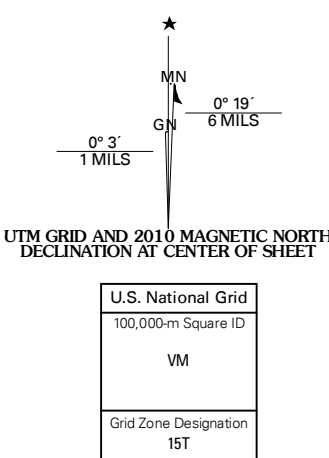 MN
0° 19´
6 MILS
GN
0° 3´
1 MILS
UTM GRID AND 2010 MAGNETIC NORTH
DECLINATION AT CENTER OF SHEET
U.S. National Grid
100,000-m Square ID
VM
Grid Zone Designation
15T